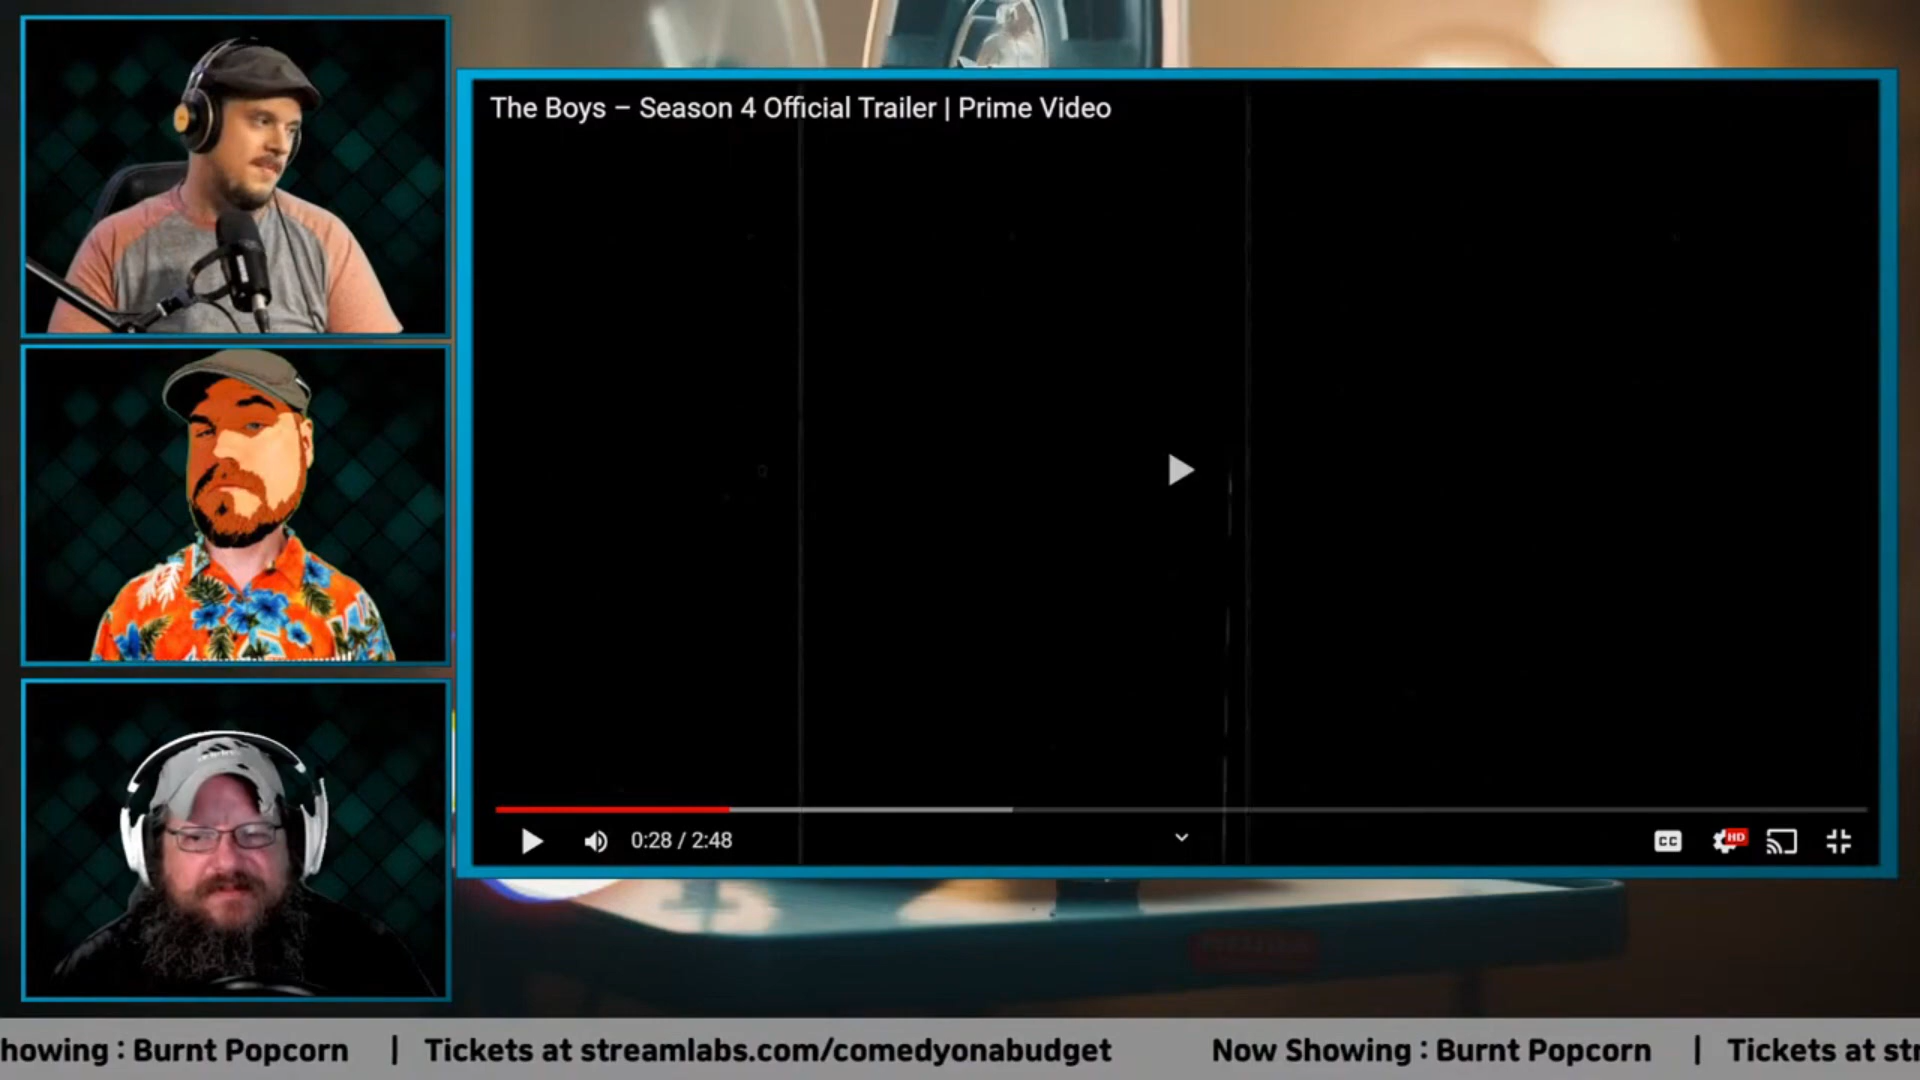 The Boys – Season 4 Official Trailer | Prime Video
0:28 / 2:48
CC
HD
howing : Burnt Popcorn | Tickets at streamlabs.com/comedyonabudget Now Showing : Burnt Popcorn | Tickets at str